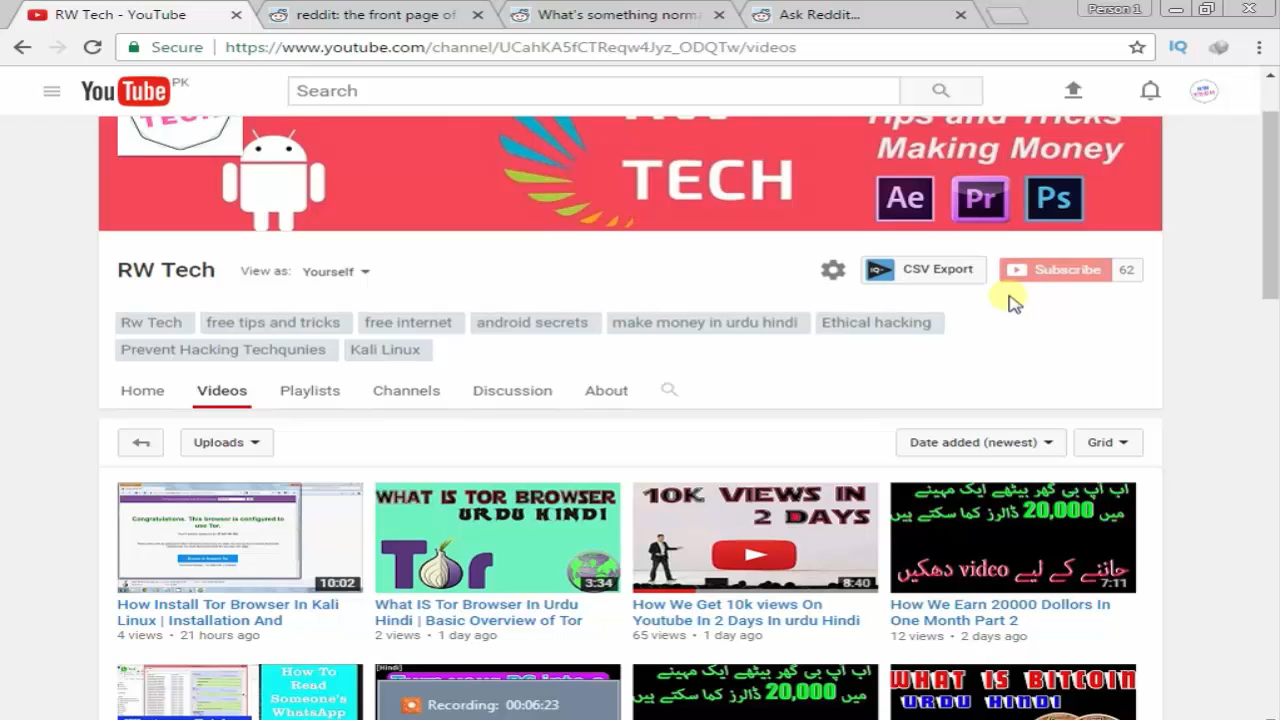 RW Tech - YouTube
reddit: the front page of
What's something norm
Ask Reddit...
Person 1
Secure
https://www.youtube.com/channel/UCahKA5fCTReqw4Jyz_ODQTw/videos
IQ
YouTube PK
Search
TECH
Tips and Tricks
TECH
Making Money
Ae Pr Ps
RW Tech
View as: Yourself
CSV Export
Subscribe 62
Rw Tech
free tips and tricks
free internet
android secrets
make money in urdu hindi
Ethical hacking
Prevent Hacking Techqunies
Kali Linux
Home Videos Playlists Channels Discussion About
Uploads
Date added (newest)
Grid
Congratulations. This browser is configured to
use Tor.
10:02
How Install Tor Browser In Kali
Linux | Installation And
4 views • 21 hours ago
WHAT IS TOR BROWSER
URDU HINDI
Tor
3:34
What IS Tor Browser In Urdu
Hindi | Basic Overview of Tor
2 views • 1 day ago
10K VIEWS IN
2 DAYS
8:40
How We Get 10k views On
Youtube In 2 Days In urdu Hindi
65 views • 1 day ago
اب آپ بی گھر بیٹھے ایک مہینے
میں 20,000 ڈالرز کما سکتے ہیں
جاننے کے لیے video دھکیں
7:11
How We Earn 20000 Dollors In
One Month Part 2
12 views • 2 days ago
How To
Read
Someone's
WhatsApp
[Hindi]
Recording: 00:06:23
اب آپ بی گھر بیٹھے ایک مہینے
میں 20,000 ڈالرز کما سکتے ہیں
WHAT IS BITCOIN
URDU HINDI